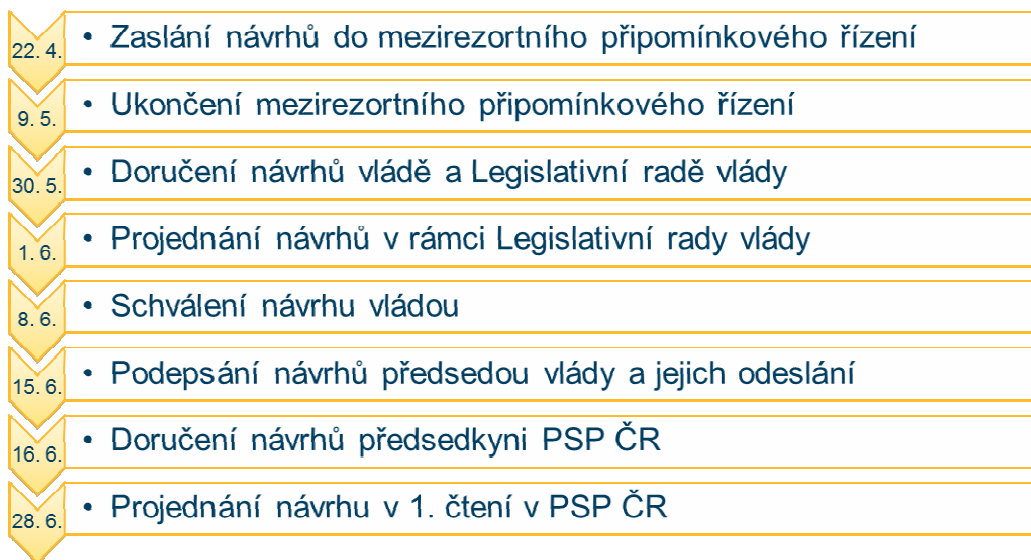 22. 4. • Zaslání návrhů do mezirezortního připomínkového řízení
9. 5. • Ukončení mezirezortního připomínkového řízení
30. 5. • Doručení návrhů vládě a Legislativní radě vlády
1. 6. • Projednání návrhů v rámci Legislativní rady vlády
8. 6. • Schválení návrhu vládou
15. 6. • Podepsání návrhů předsedou vlády a jejich odeslání
16. 6. • Doručení návrhů předsedkyni PSP ČR
28. 6. • Projednání návrhu v 1. čtení v PSP ČR